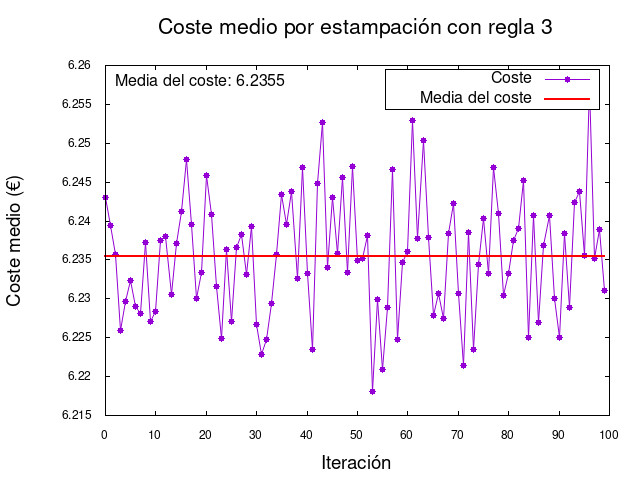 Coste medio por estampación con regla 3
Coste medio (€)
6.26
6.255
6.25
6.245
6.24
6.235
6.23
6.225
6.22
6.215
Media del coste: 6.2355
Coste
Media del coste
0 10 20 30 40 50 60 70 80 90 100
Iteración